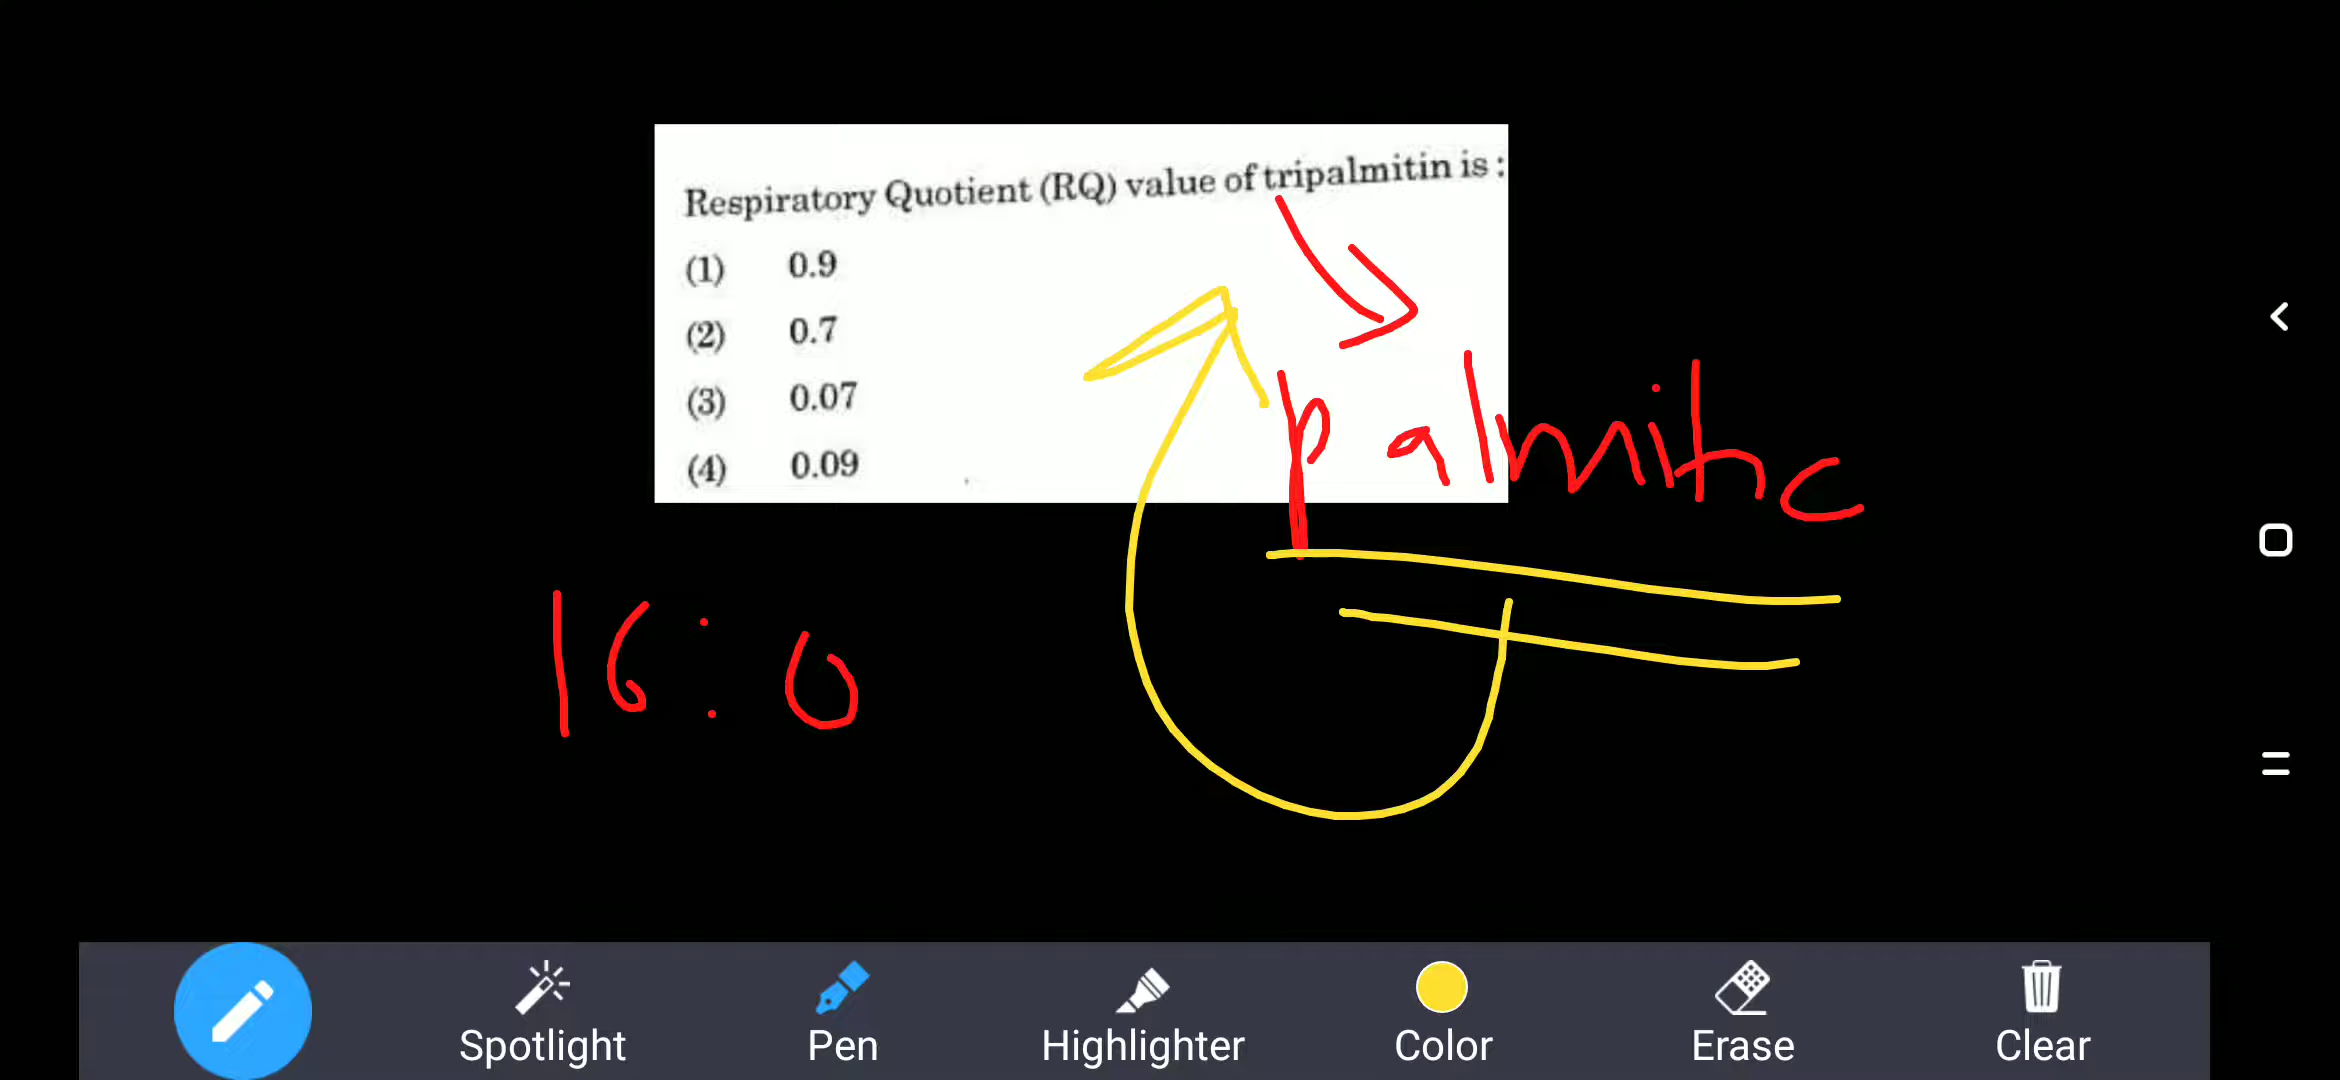 Respiratory Quotient (RQ) value of tripalmitin is :
(1) 0.9
(2) 0.7
(3) 0.07
(4) 0.09
palmitic
16:0
Spotlight
Pen
Highlighter
Color
Erase
Clear